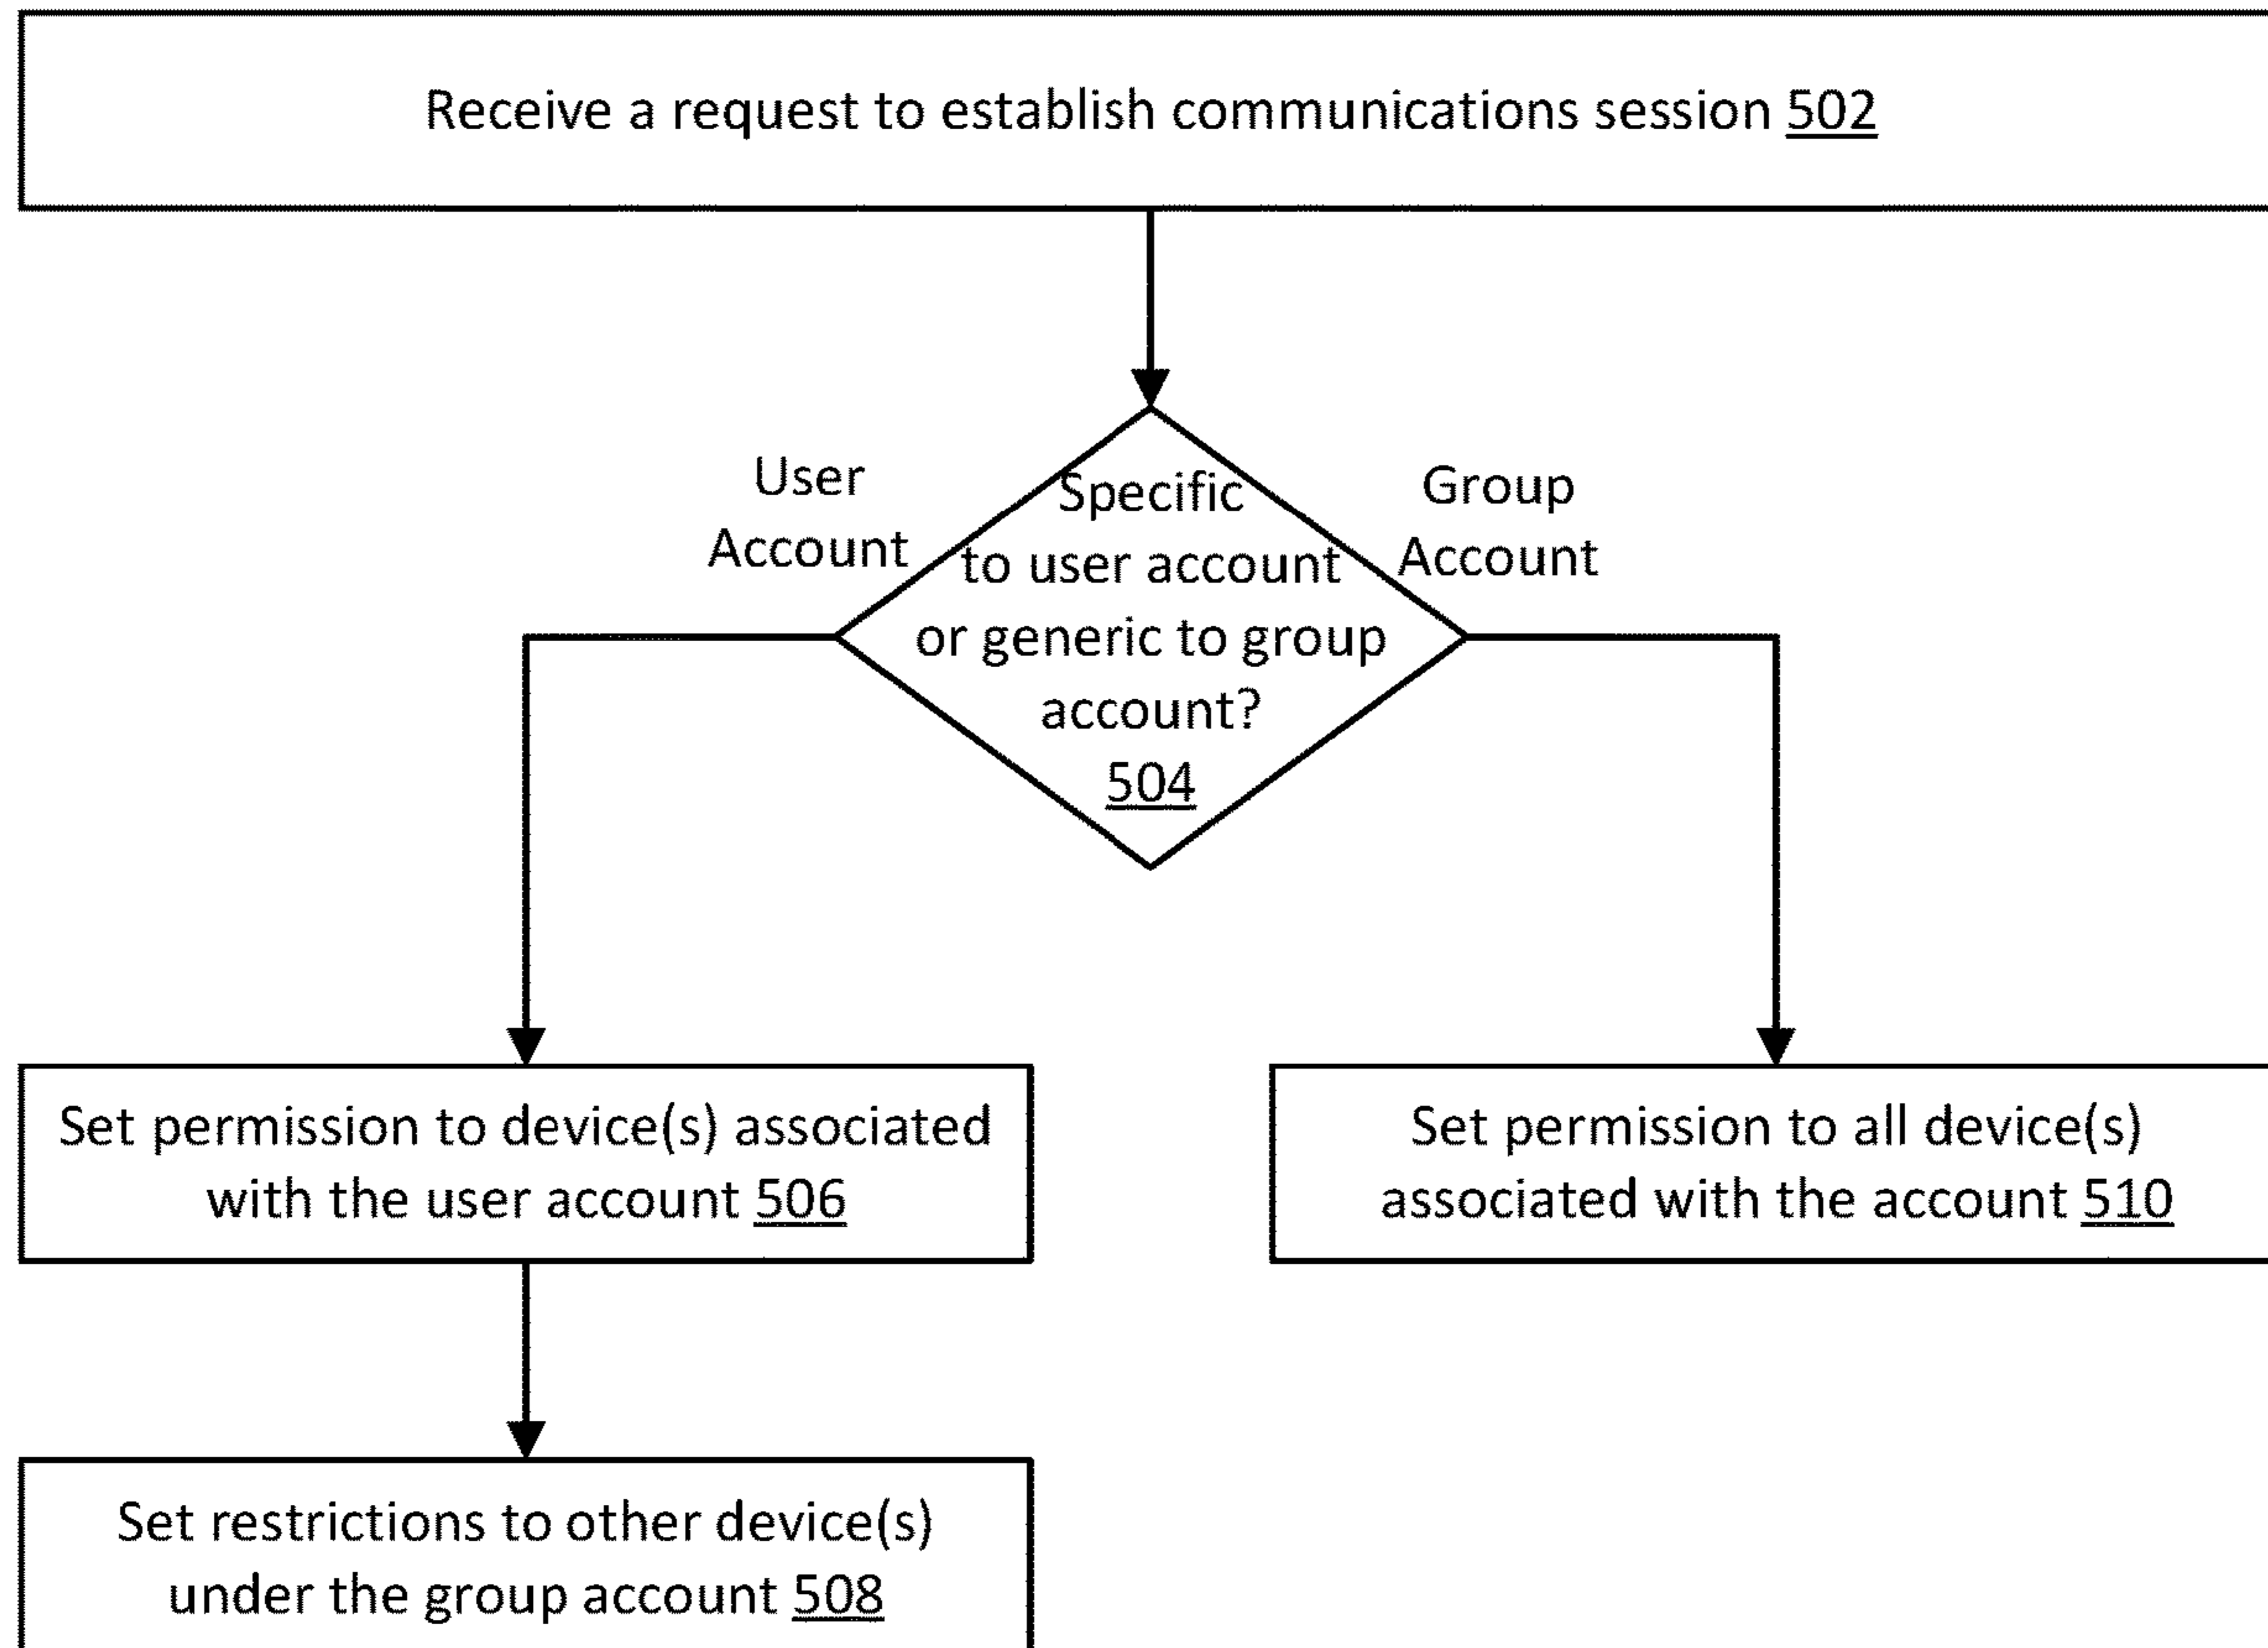 Receive a request to establish communications session 502
User
Account
Specific
to user account
or generic to group
account?
504
Group
Account
Set permission to device(s) associated
with the user account 506
Set permission to all device(s)
associated with the account 510
Set restrictions to other device(s)
under the group account 508